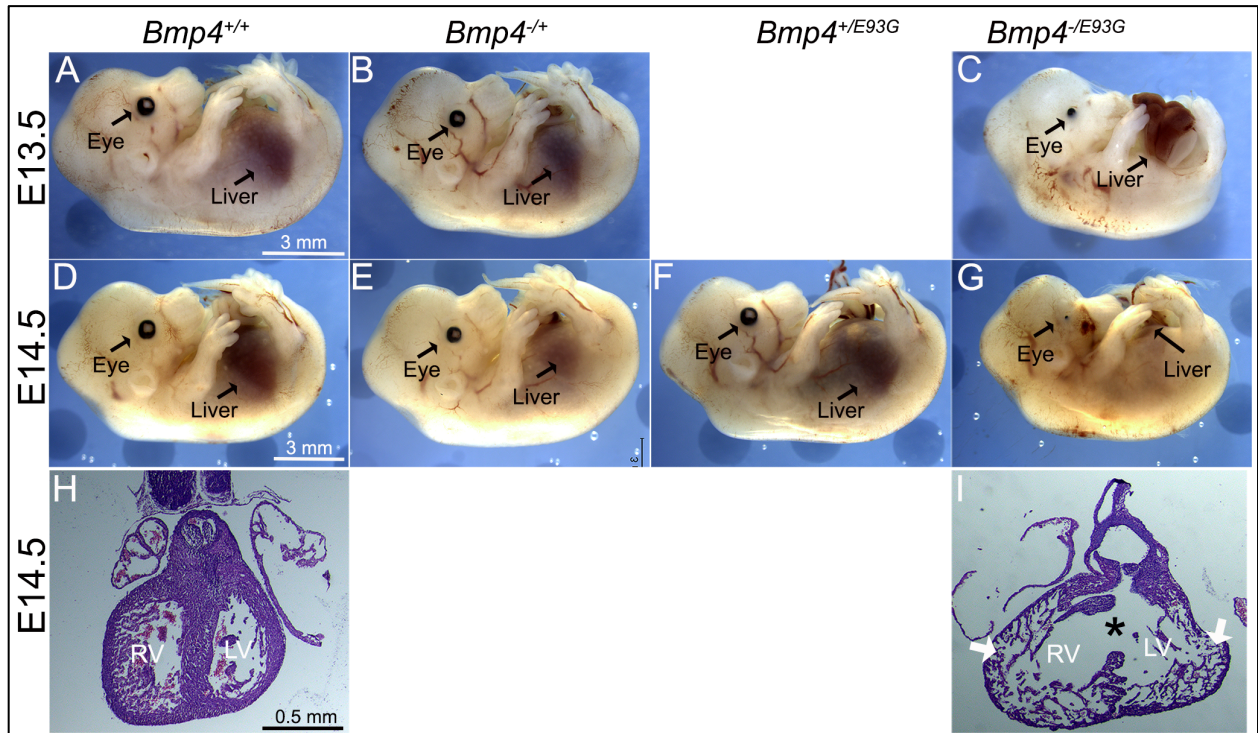 Bmp4+/+ Bmp4-/+ Bmp4+/E93G Bmp4-/E93G
E13.5
A
Eye
Liver
3 mm
B
Eye
Liver
C
Eye
Liver
E14.5
D
Eye
Liver
3 mm
E
Eye
Liver
F
Eye
Liver
G
Eye
Liver
E14.5
H
RV LV
0.5 mm
I
*
RV LV